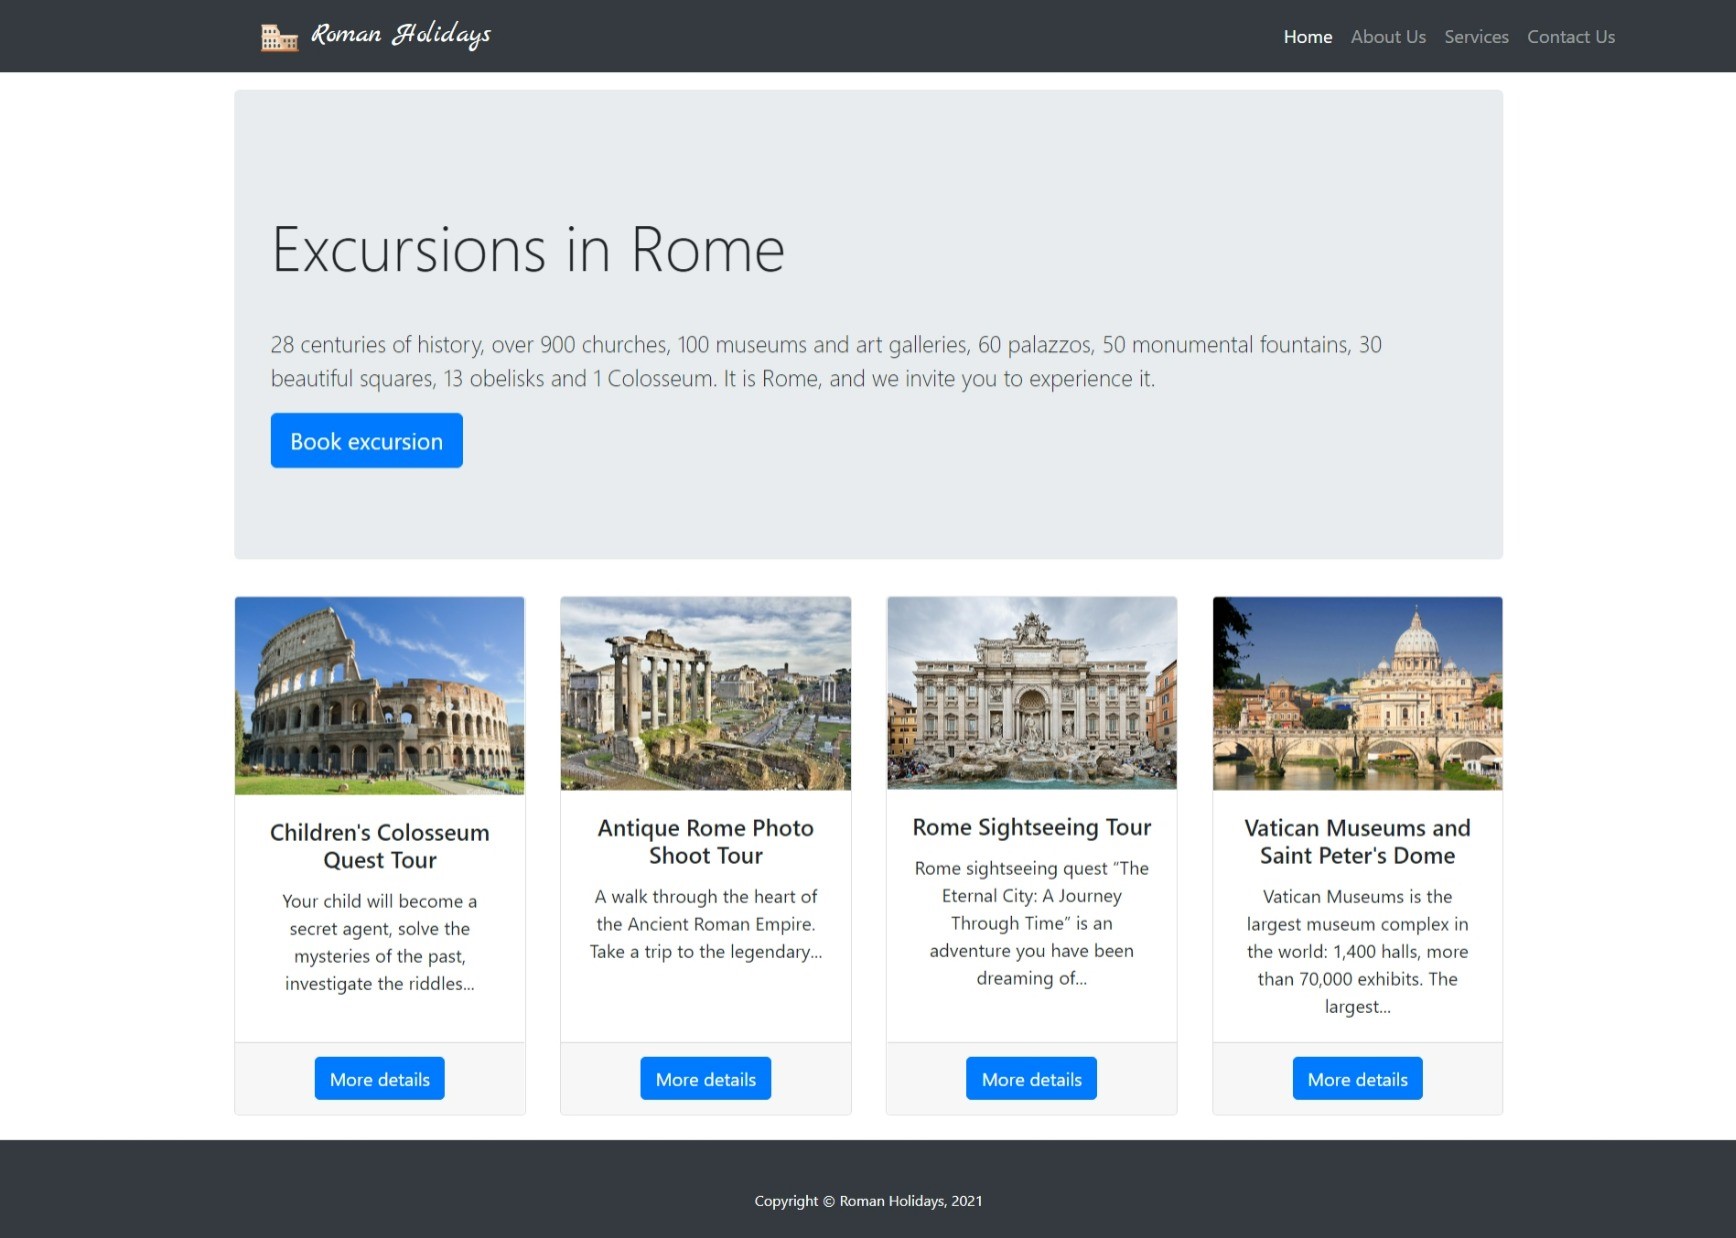 Roman Holidays
Home About Us Services Contact Us
Excursions in Rome
28 centuries of history, over 900 churches, 100 museums and art galleries, 60 palazzos, 50 monumental fountains, 30
beautiful squares, 13 obelisks and 1 Colosseum. It is Rome, and we invite you to experience it.
Book excursion
Children's Colosseum
Quest Tour
Your child will become a
secret agent, solve the
mysteries of the past,
investigate the riddles...
More details
Antique Rome Photo
Shoot Tour
A walk through the heart of
the Ancient Roman Empire.
Take a trip to the legendary...
More details
Rome Sightseeing Tour
Rome sightseeing quest “The
Eternal City: A Journey
Through Time” is an
adventure you have been
dreaming of...
More details
Vatican Museums and
Saint Peter's Dome
Vatican Museums is the
largest museum complex in
the world: 1,400 halls, more
than 70,000 exhibits. The
largest...
More details
Copyright © Roman Holidays, 2021